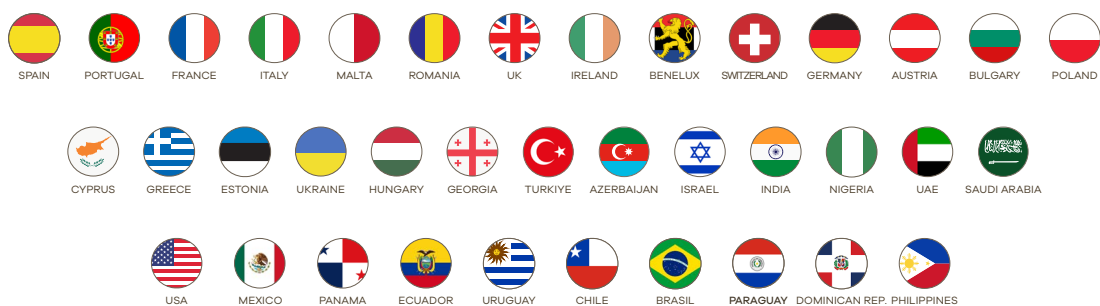 SPAIN PORTUGAL FRANCE ITALY MALTA ROMANIA UK IRELAND BENELUX SWITZERLAND GERMANY AUSTRIA BULGARY POLAND
CYPRUS GREECE ESTONIA UKRAINE HUNGARY GEORGIA TURKIYE AZERBAIJAN ISRAEL INDIA NIGERIA UAE SAUDI ARABIA
USA MEXICO PANAMA ECUADOR URUGUAY CHILE BRASIL PARAGUAY DOMINICAN REP. PHILIPPINES